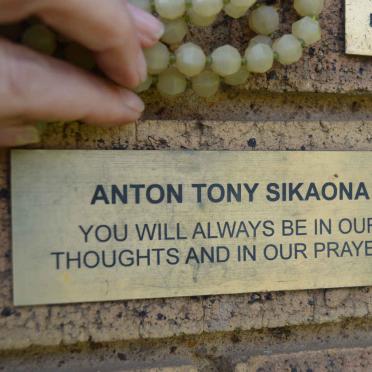 ANTON TONY SIKAONA
YOU WILL ALWAYS BE IN OUR
THOUGHTS AND IN OUR PRAYE